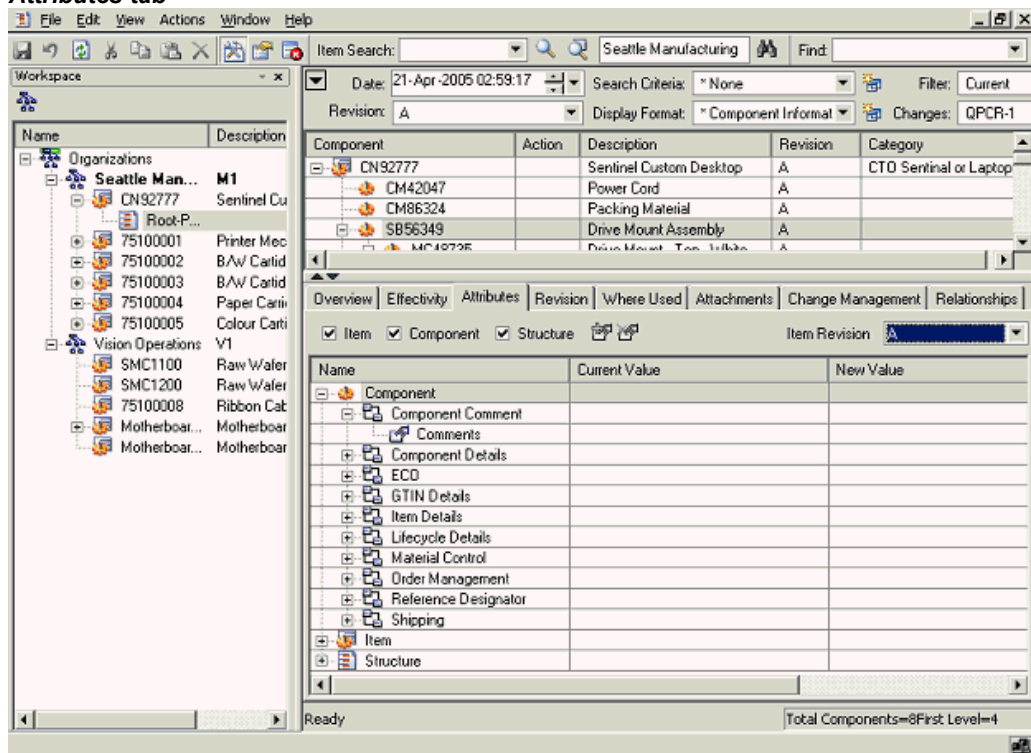 Attributes tab
File Edit View Actions Window Help
Item Search: Seattle Manufacturing Find:
Workspace
Date: 21-Apr-2005 02:59:17 Search Criteria: * None Filter: Current
Revision: A Display Format: * Component Informat Changes: QPCR-1
Name Description
Organizations
Seattle Man... M1
CN92777 Sentinel Cu
Root-P...
75100001 Printer Mec
75100002 B/W Cartid
75100003 B/W Cartid
75100004 Paper Carri
75100005 Colour Carti
Vision Operations V1
SMC1100 Raw Wafer
SMC1200 Raw Wafer
75100008 Ribbon Cab
Motherboar... Motherboar
Motherboar... Motherboar
Component Action Description Revision Category
CN92777 Sentinel Custom Desktop A CTO Sentinal or Laptop
CM42047 Power Cord A
CM86324 Packing Material A
SB56349 Drive Mount Assembly A
Overview Effectivity Attributes Revision Where Used Attachments Change Management Relationships
Item Component Structure Item Revision A
Name Current Value New Value
Component
Component Comment
Comments
Component Details
ECO
GTIN Details
Item Details
Lifecycle Details
Material Control
Order Management
Reference Designator
Shipping
Item
Structure
Ready Total Components=8First Level=4